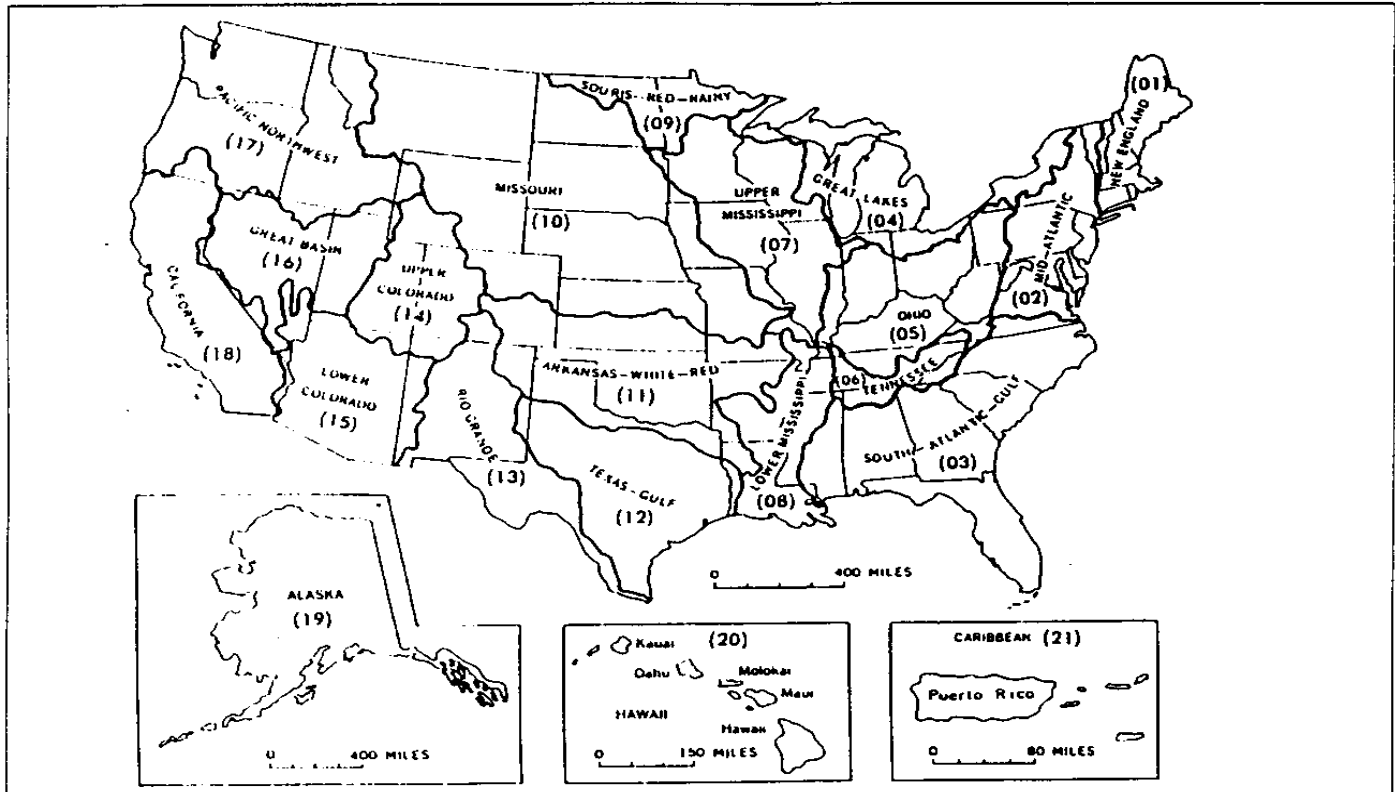 (01)
NEW ENGLAND
SOURIS-RED-RAINY
(09)
PACIFIC NORTHWEST
(17)
MISSOURI
(10)
UPPER
MISSISSIPPI
(07)
GREAT LAKES
(04)
MID-ATLANTIC
(02)
GREAT BASIN
(16)
UPPER
COLORADO
(14)
CALIFORNIA
(18)
OHIO
(05)
(06)
TENNESSEE
LOWER
COLORADO
(15)
ARKANSAS-WHITE-RED
(11)
RIO GRANDE
(13)
TEXAS-GULF
(12)
LOWER MISSISSIPPI
(08)
SOUTH-ATLANTIC-GULF
(03)
0 400 MILES
ALASKA
(19)
0 400 MILES
Kauai
(20)
Oahu
Molokai
Maui
HAWAII
Hawaii
0 150 MILES
CARIBBEAN (21)
Puerto Rico
0 80 MILES